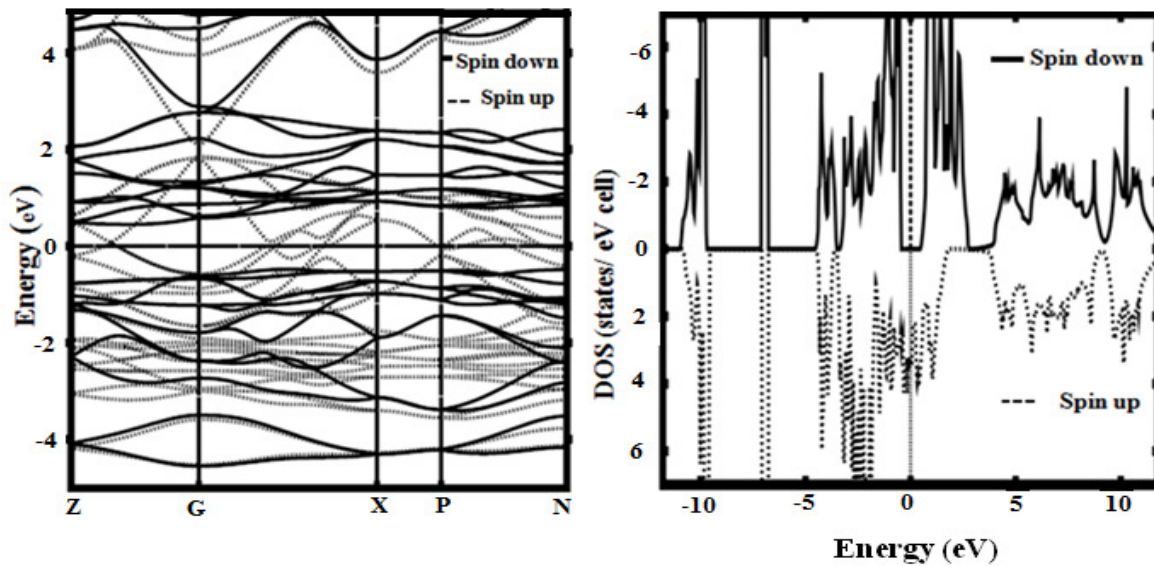 4
2
0
-2
-4
Energy (eV)
Spin down
Spin up
Z G X P N
-6
-4
-2
0
2
4
6
DOS (states/ eV cell)
Spin down
Spin up
-10 -5 0 5 10
Energy (eV)